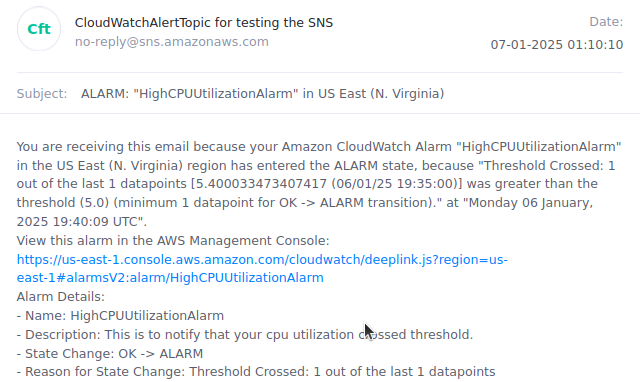 Cft
CloudWatchAlertTopic for testing the SNS
no-reply@sns.amazonaws.com
Date:
07-01-2025 01:10:10
Subject: ALARM: "HighCPUUtilizationAlarm" in US East (N. Virginia)
You are receiving this email because your Amazon CloudWatch Alarm "HighCPUUtilizationAlarm"
in the US East (N. Virginia) region has entered the ALARM state, because "Threshold Crossed: 1
out of the last 1 datapoints [5.400033473407417 (06/01/25 19:35:00)] was greater than the
threshold (5.0) (minimum 1 datapoint for OK -> ALARM transition)." at "Monday 06 January,
2025 19:40:09 UTC".
View this alarm in the AWS Management Console:
https://us-east-1.console.aws.amazon.com/cloudwatch/deeplink.js?region=us-
east-1#alarmsV2:alarm/HighCPUUtilizationAlarm
Alarm Details:
- Name: HighCPUUtilizationAlarm
- Description: This is to notify that your cpu utilization crossed threshold.
- State Change: OK -> ALARM
- Reason for State Change: Threshold Crossed: 1 out of the last 1 datapoints